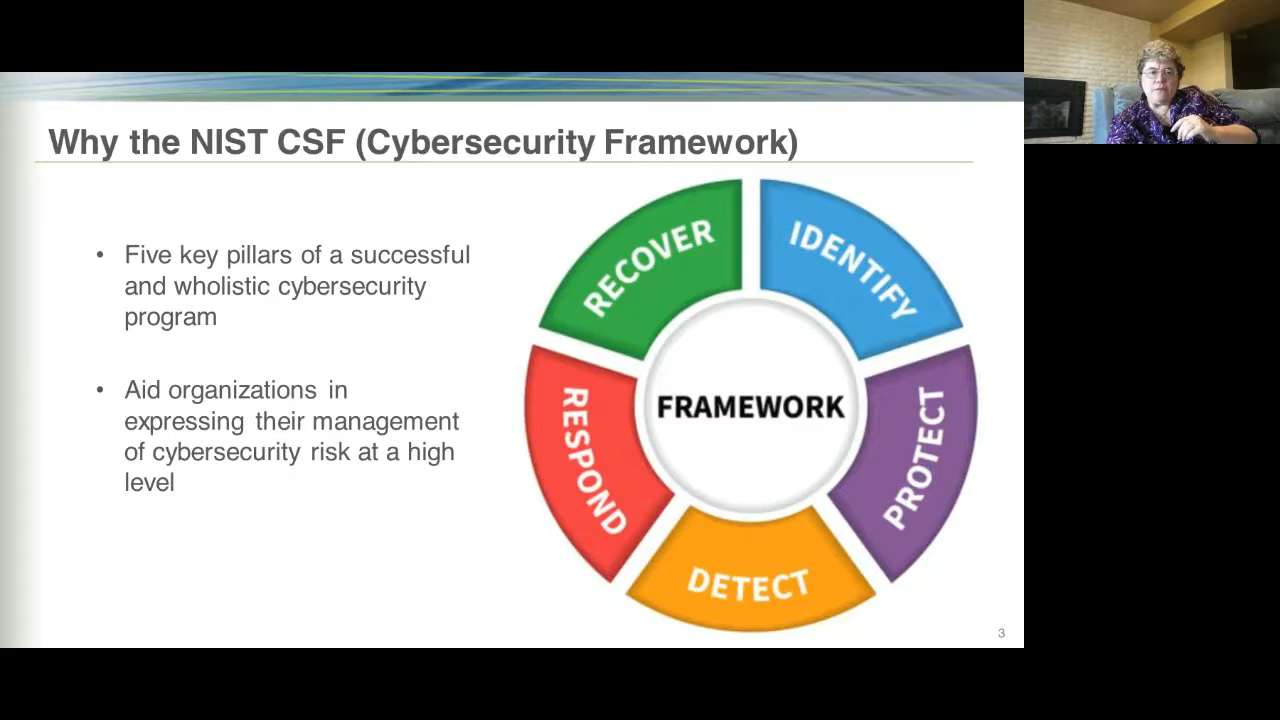 Why the NIST CSF (Cybersecurity Framework)
• Five key pillars of a successful
and wholistic cybersecurity
program
• Aid organizations in
expressing their management
of cybersecurity risk at a high
level
RECOVER
IDENTIFY
RESPOND
FRAMEWORK
PROTECT
DETECT
3